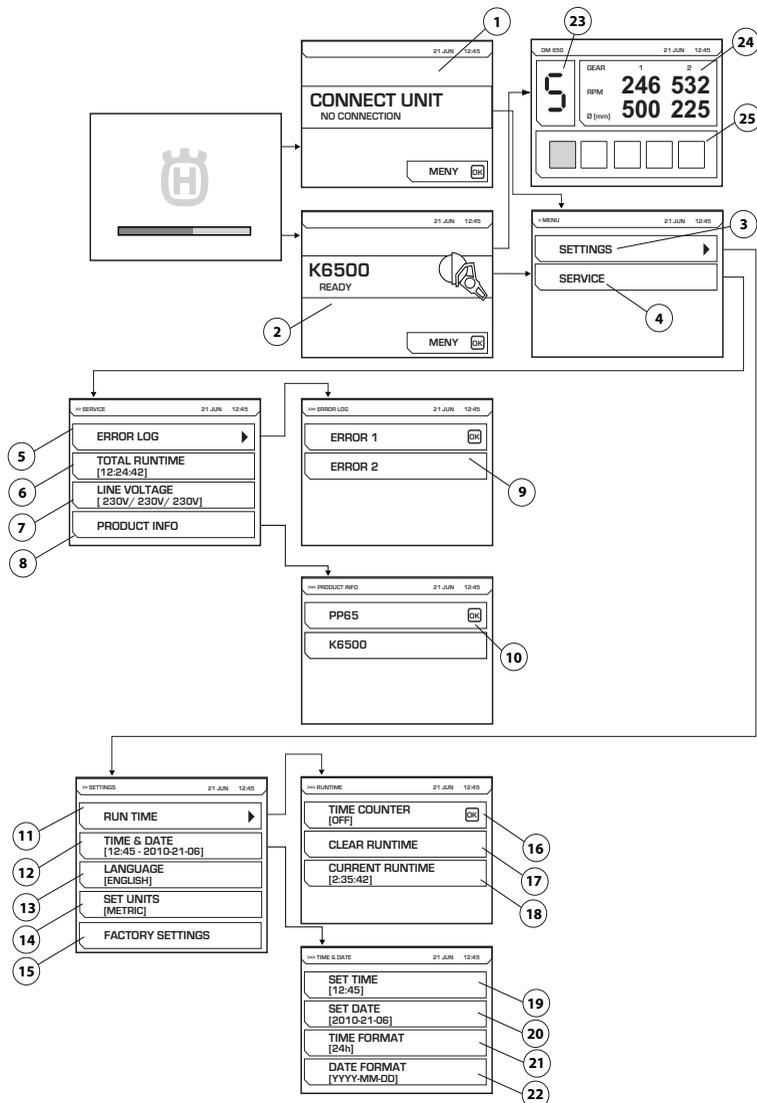 1
21 JUN 12:45
CONNECT UNIT
NO CONNECTION
MENY OK
23
24
DM 650 21 JUN 12:45
GEAR 1 2
RPM 246 532
Ø [mm] 500 225
S
25
H
21 JUN 12:45
K6500
READY
MENY OK
2
> MENU 21 JUN 12:45
SETTINGS
SERVICE
3
4
>> SERVICE 21 JUN 12:45
ERROR LOG
TOTAL RUNTIME
[12:24:42]
LINE VOLTAGE
[ 230V/ 230V/ 230V]
PRODUCT INFO
5
6
7
8
>>> ERROR LOG 21 JUN 12:45
ERROR 1 OK
ERROR 2
9
>>> PRODUCT INFO 21 JUN 12:45
PP65 OK
K6500
10
>> SETTINGS 21 JUN 12:45
RUN TIME
TIME & DATE
[12:45 - 2010-21-06]
LANGUAGE
[ENGLISH]
SET UNITS
[METRIC]
FACTORY SETTINGS
11
12
13
14
15
>>> RUNTIME 21 JUN 12:45
TIME COUNTER
[OFF] OK
CLEAR RUNTIME
CURRENT RUNTIME
[2:35:42]
16
17
18
>>> TIME & DATE 21 JUN 12:45
SET TIME
[12:45]
SET DATE
[2010-21-06]
TIME FORMAT
[24h]
DATE FORMAT
[YYYY-MM-DD]
19
20
21
22